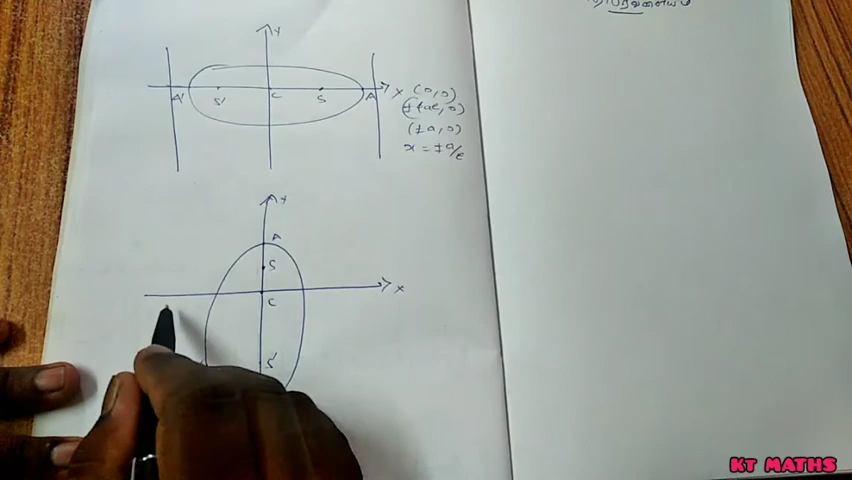 Y
X
A' S' C S A
(0,0)
(±ae,0)
(±a,0)
x = ±a/e
Y
A
S
X
C
S'
KT MATHS